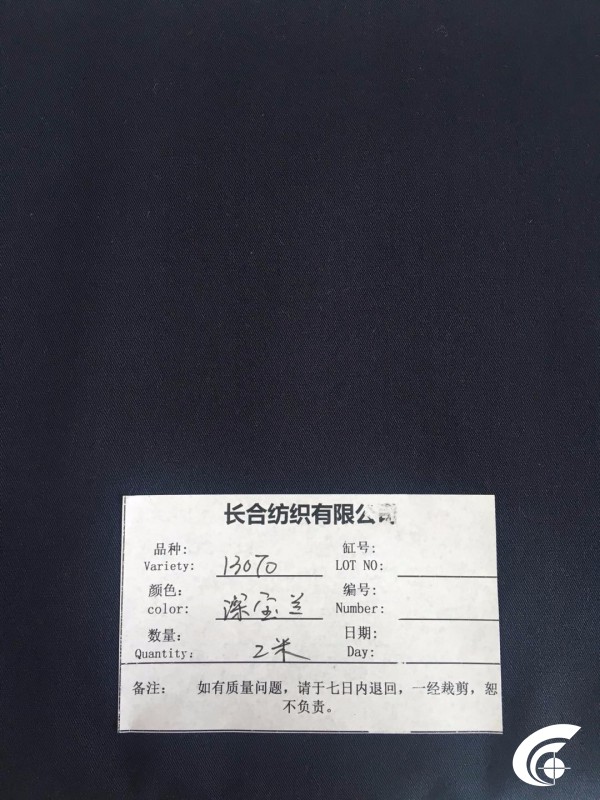 长合纺织有限公司
品种: 缸号:
Variety: 13070 LOT NO:
颜色: 编号:
color: 深宝兰 Number:
数量: 日期:
Quantity: 2米 Day:
备注: 如有质量问题,请于七日内退回,一经裁剪,恕
不负责。